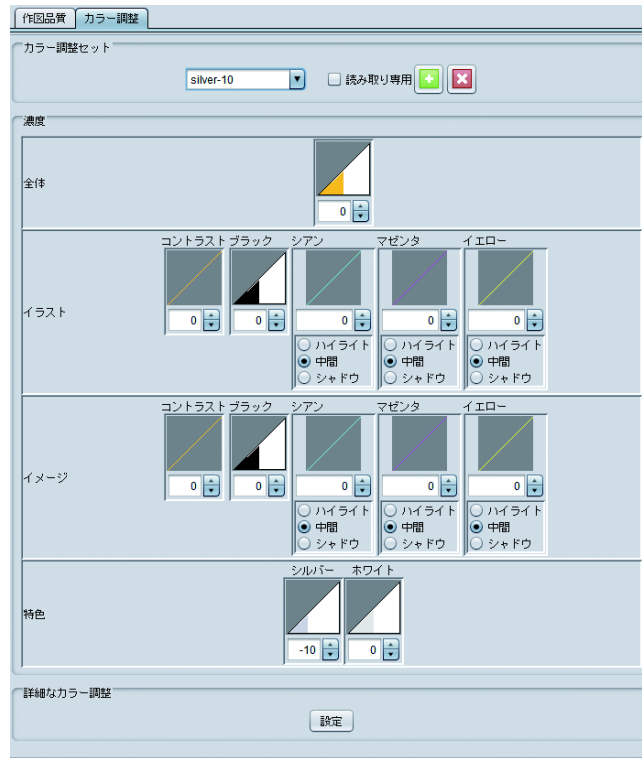 作図品質 カラー調整
カラー調整セット
silver-10 読み取り専用
濃度
全体
0
コントラスト ブラック シアン マゼンタ イエロー
イラスト
0 0 0 0 0
ハイライト ハイライト ハイライト
中間 中間 中間
シャドウ シャドウ シャドウ
コントラスト ブラック シアン マゼンタ イエロー
イメージ
0 0 0 0 0
ハイライト ハイライト ハイライト
中間 中間 中間
シャドウ シャドウ シャドウ
シルバー ホワイト
特色
-10 0
詳細なカラー調整
設定